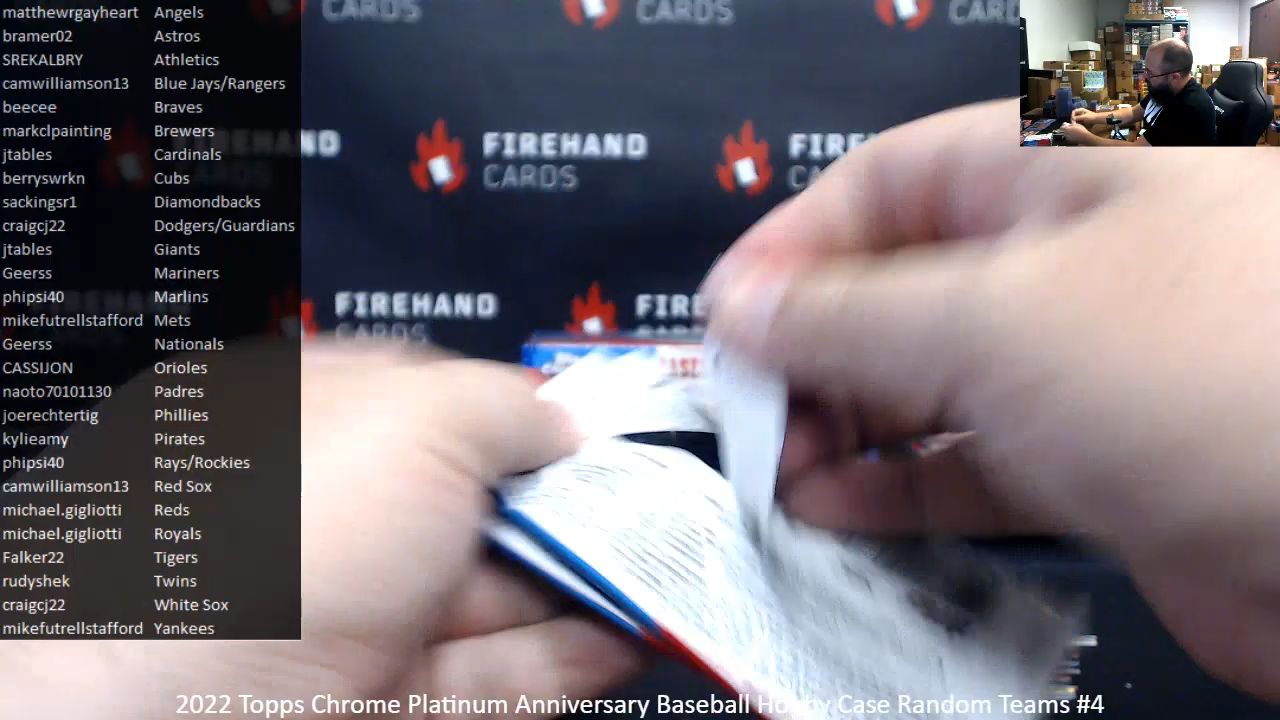 matthewrgayheart Angels
bramer02 Astros
SREKALBRY Athletics
camwilliamson13 Blue Jays/Rangers
beecee Braves
markclpainting Brewers
jtables Cardinals
berryswrkn Cubs
sackingsr1 Diamondbacks
craigcj22 Dodgers/Guardians
jtables Giants
Geerss Mariners
phipsi40 Marlins
mikefutrellstafford Mets
Geerss Nationals
CASSIJON Orioles
naoto70101130 Padres
joerechtertig Phillies
kylieamy Pirates
phipsi40 Rays/Rockies
camwilliamson13 Red Sox
michael.gigliotti Reds
michael.gigliotti Royals
Falker22 Tigers
rudyshek Twins
craigcj22 White Sox
mikefutrellstafford Yankees
CARDS CARDS CARD
FIREHAND
CARDS
FIREHAND
CARDS
FIREHAND
CARDS
2022 Topps Chrome Platinum Anniversary Baseball Hobby Case Random Teams #4